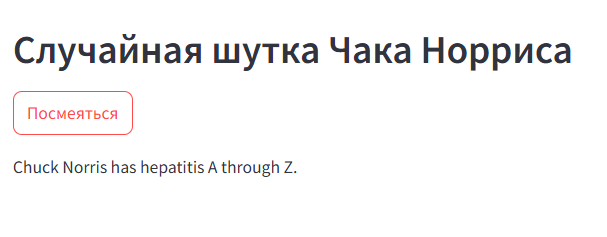 Случайная шутка Чака Норриса
Посмеяться
Chuck Norris has hepatitis A through Z.